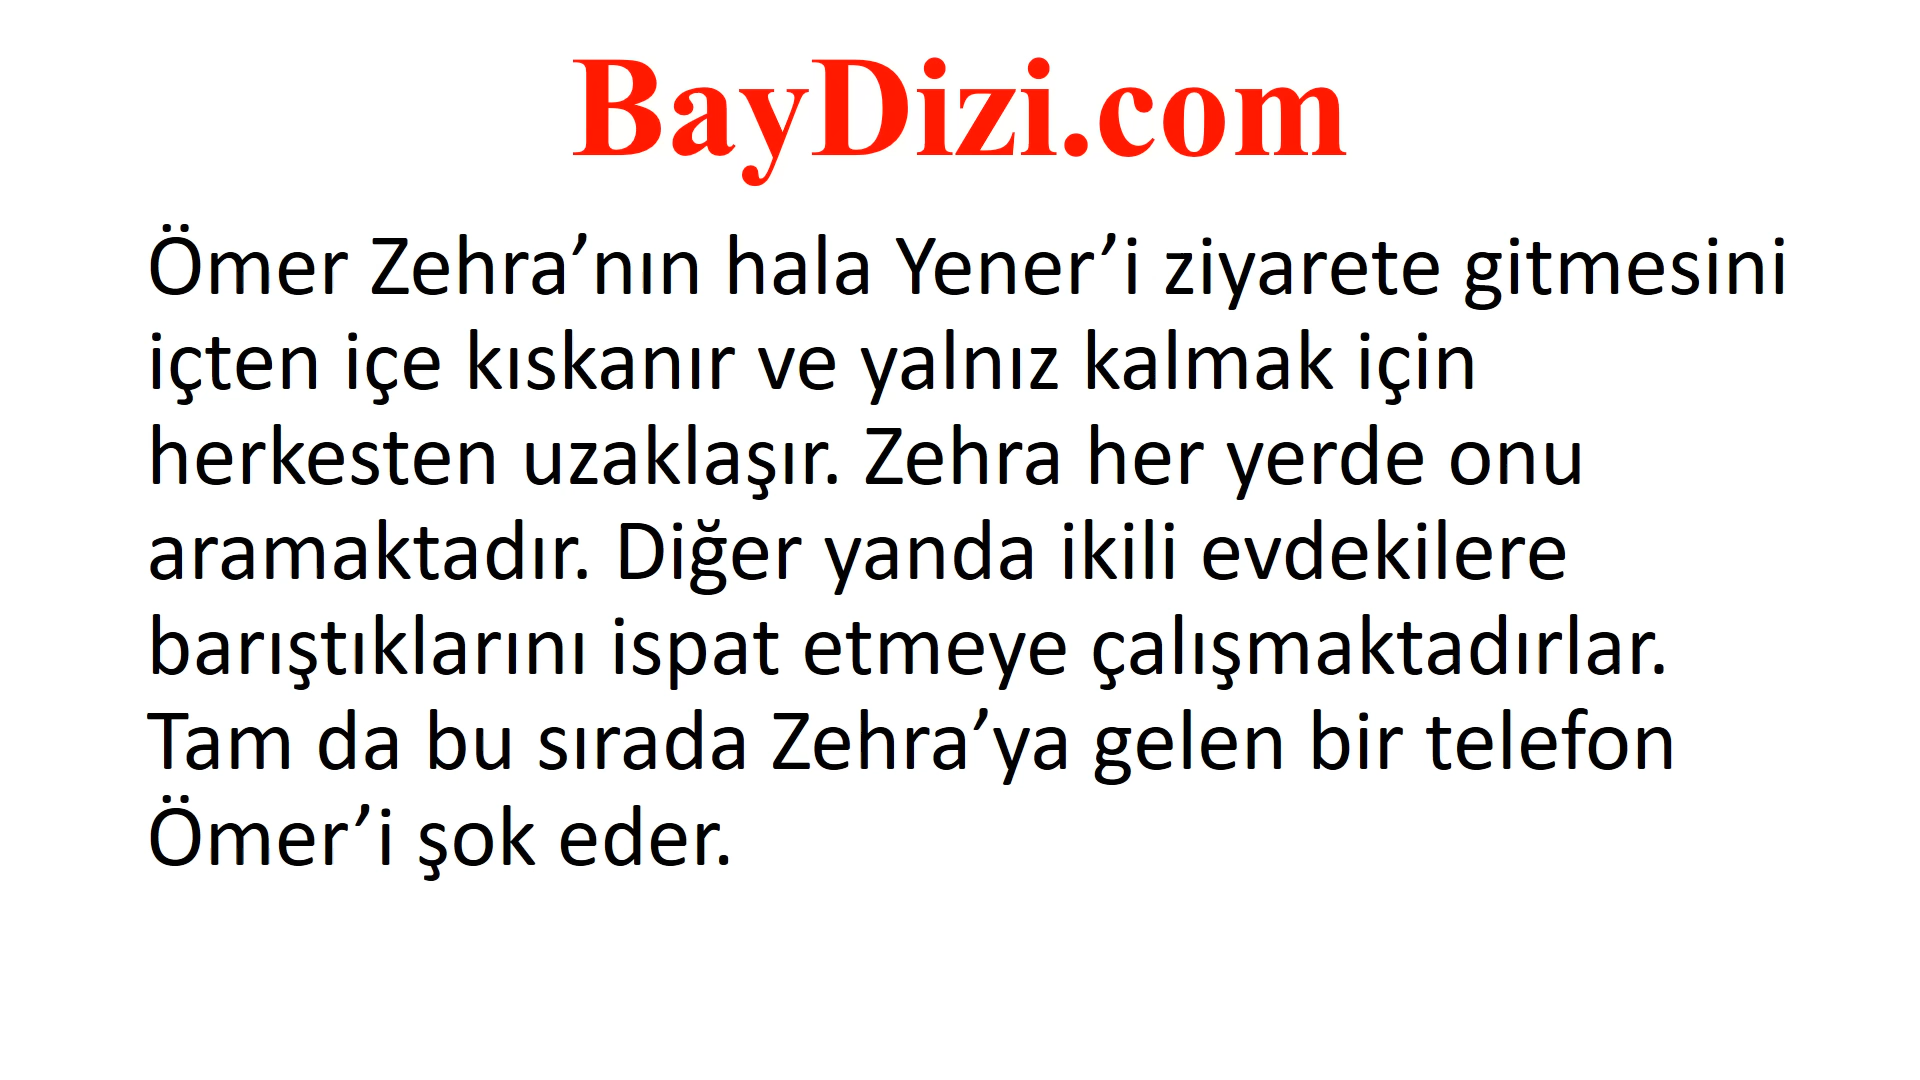 BayDizi.com
Ömer Zehra’nın hala Yener’i ziyarete gitmesini
içten içe kıskanır ve yalnız kalmak için
herkesten uzaklaşır. Zehra her yerde onu
aramaktadır. Diğer yanda ikili evdekilere
barıştıklarını ispat etmeye çalışmaktadırlar.
Tam da bu sırada Zehra’ya gelen bir telefon
Ömer’i şok eder.